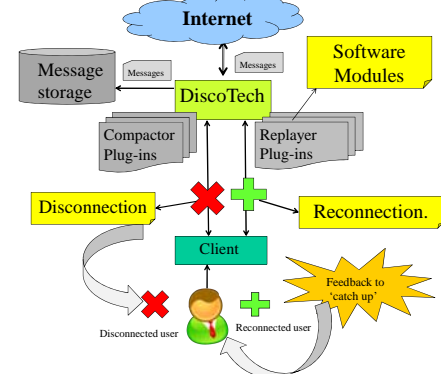 Internet
Software
Modules
Messages
Messages
Message
storage
DiscoTech
Compactor
Plug-ins
Replayer
Plug-ins
Disconnection
Reconnection.
Client
Feedback to
'catch up'
Disconnected user
Reconnected user